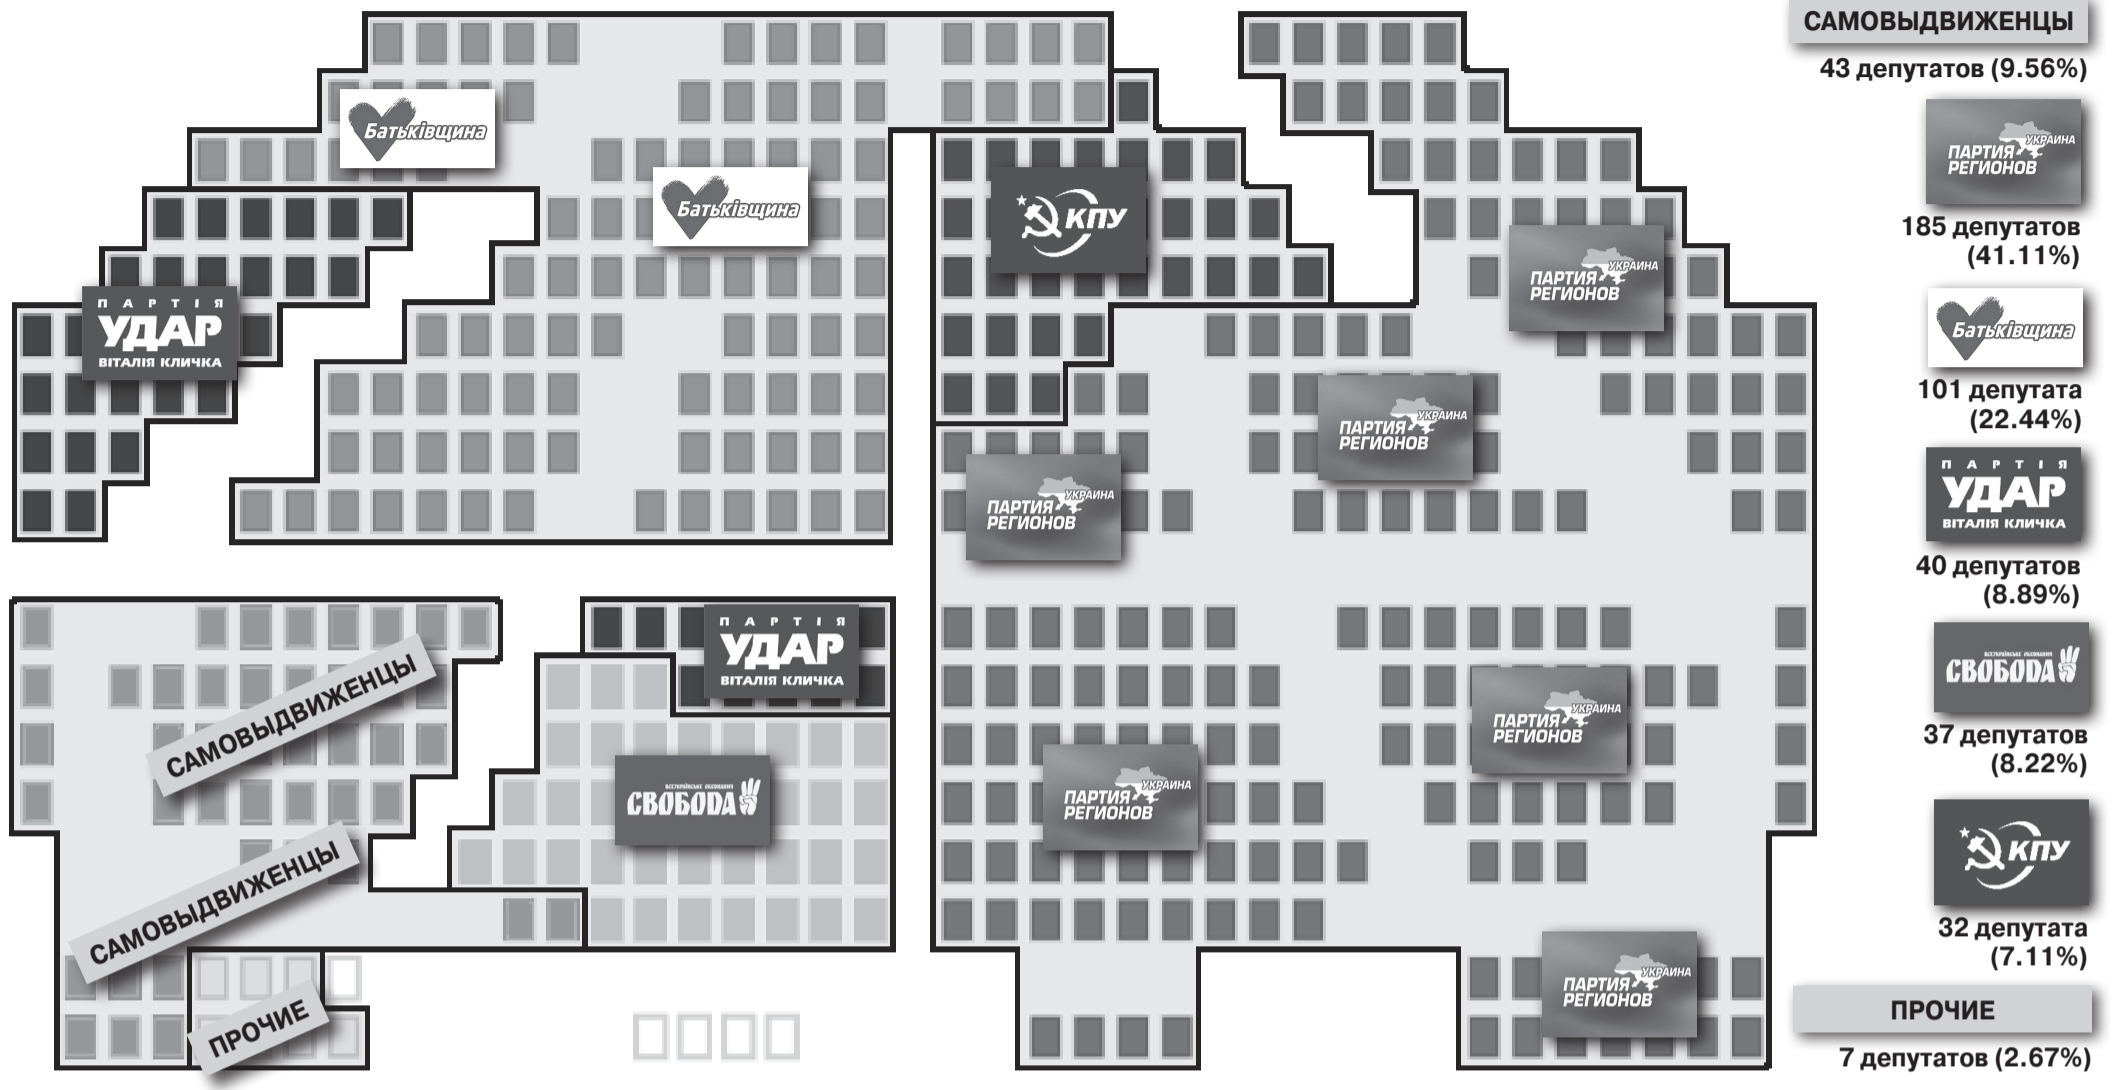 Батьківщина
Батьківщина
ПАРТІЯ
УДАР
ВІТАЛІЯ КЛИЧКА
КПУ
УКРАИНА
ПАРТИЯ
РЕГИОНОВ
УКРАИНА
ПАРТИЯ
РЕГИОНОВ
УКРАИНА
ПАРТИЯ
РЕГИОНОВ
САМОВЫДВИЖЕНЦЫ
САМОВЫДВИЖЕНЦЫ
ПРОЧИЕ
ПАРТІЯ
УДАР
ВІТАЛІЯ КЛИЧКА
СВОБОДА
УКРАИНА
ПАРТИЯ
РЕГИОНОВ
УКРАИНА
ПАРТИЯ
РЕГИОНОВ
УКРАИНА
ПАРТИЯ
РЕГИОНОВ
САМОВЫДВИЖЕНЦЫ
43 депутатов (9.56%)
УКРАИНА
ПАРТИЯ
РЕГИОНОВ
185 депутатов
(41.11%)
Батьківщина
101 депутата
(22.44%)
ПАРТІЯ
УДАР
ВІТАЛІЯ КЛИЧКА
40 депутатов
(8.89%)
СВОБОДА
37 депутатов
(8.22%)
КПУ
32 депутата
(7.11%)
ПРОЧИЕ
7 депутатов (2.67%)